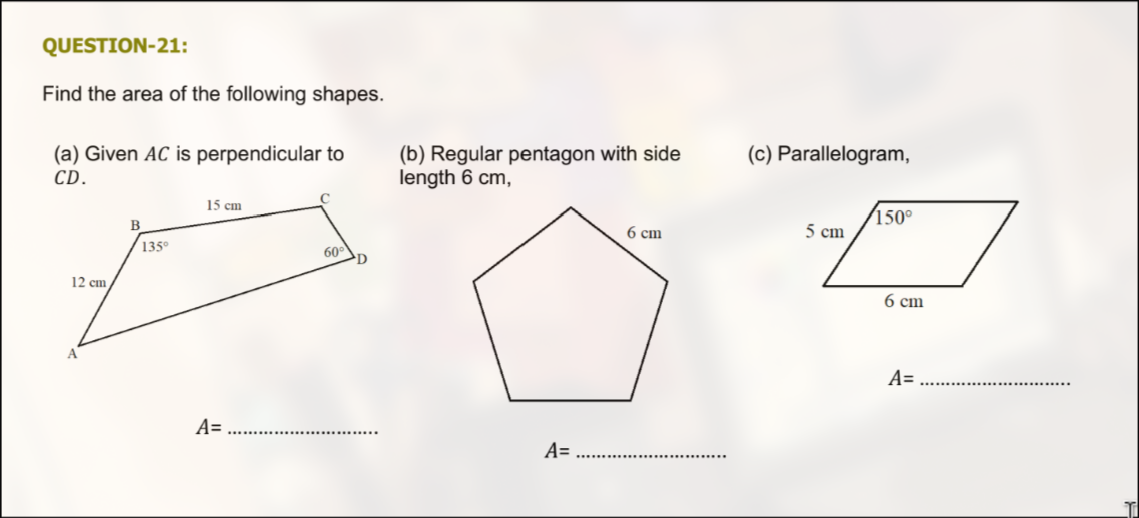 QUESTION-21:
Find the area of the following shapes.
(a) Given AC is perpendicular to
CD.
15 cm
C
B
135°
60°
D
12 cm
A
A= ............................
(b) Regular pentagon with side
length 6 cm,
6 cm
A= ............................
(c) Parallelogram,
150°
5 cm
6 cm
A= ............................